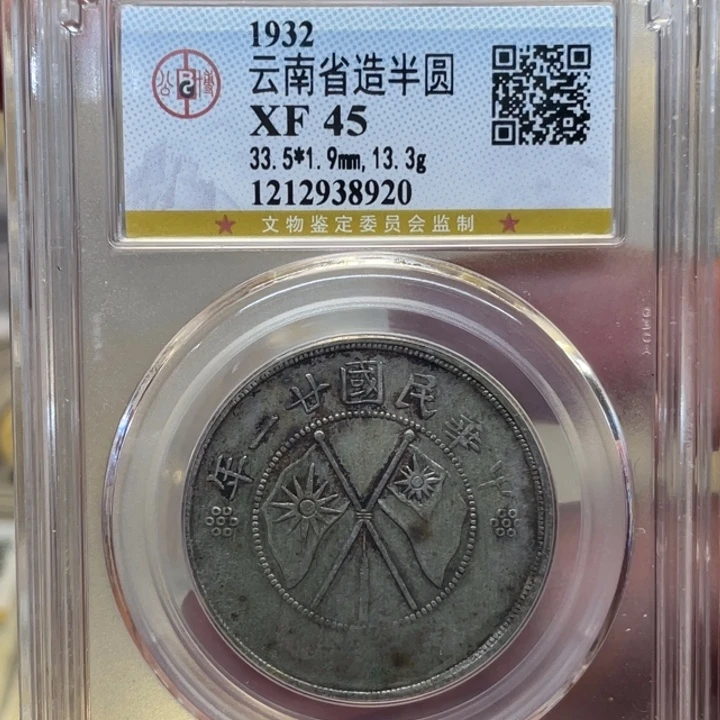 1932
云南省造半圆
XF 45
33.5*1.9mm,13.3g
1212938920
★ 文物鉴定委员会监制 ★
年一廿國民華中